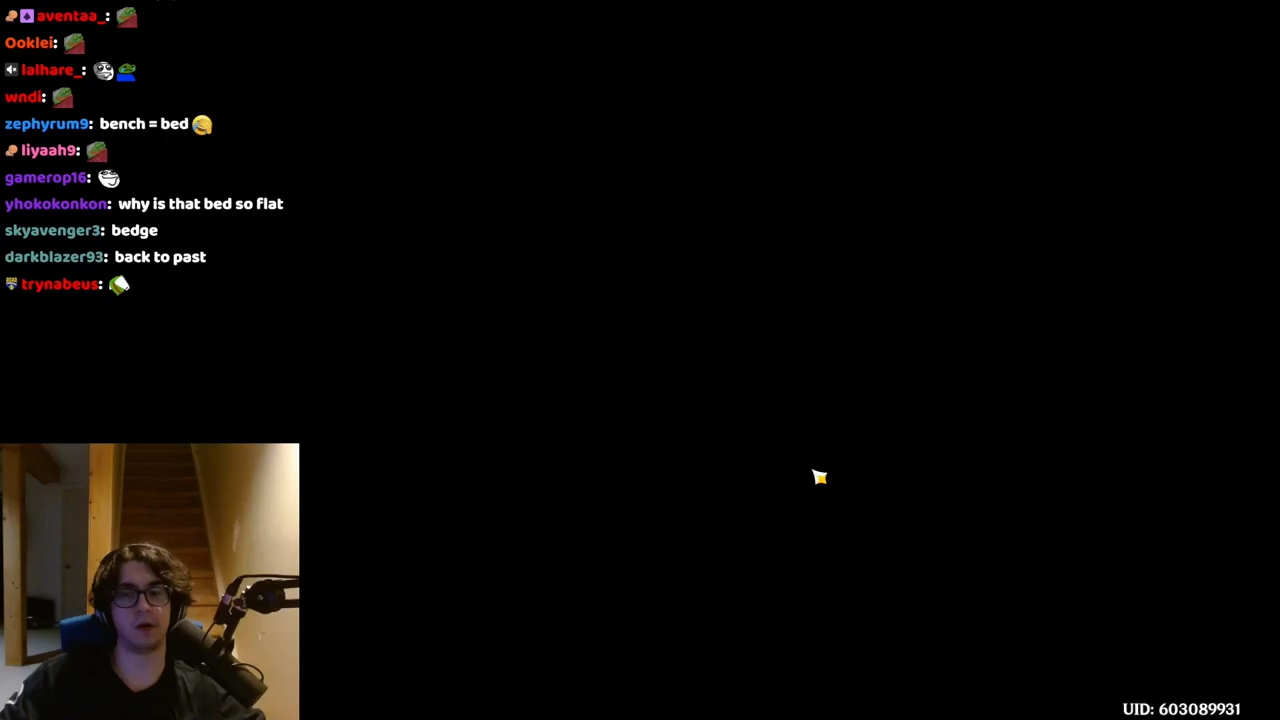 aventaa_:
Ooklei:
lalhare_:
wndi:
zephyrum9: bench = bed
liyaah9:
gamerop16:
yhokokonkon: why is that bed so flat
skyavenger3: bedge
darkblazer93: back to past
trynabeus:
UID: 603089931